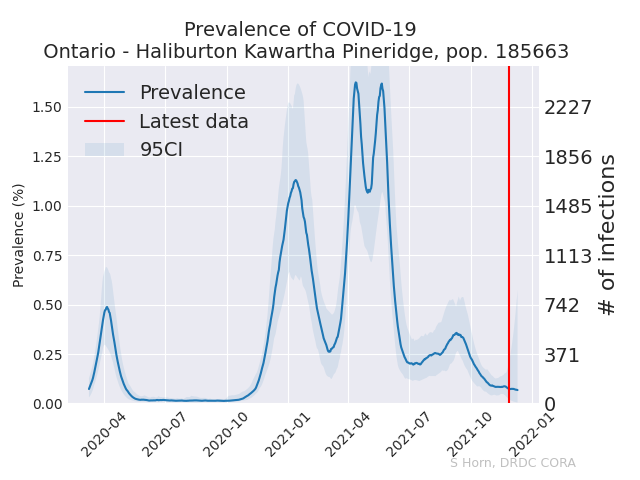 Prevalence of COVID-19
Ontario - Haliburton Kawartha Pineridge, pop. 185663
Prevalence
Latest data
95CI
Prevalence (%)
1.50
1.25
1.00
0.75
0.50
0.25
0.00
2227
1856
1485
1113
742
371
0
# of infections
2020-04
2020-07
2020-10
2021-01
2021-04
2021-07
2021-10
2022-01
S Horn, DRDC CORA